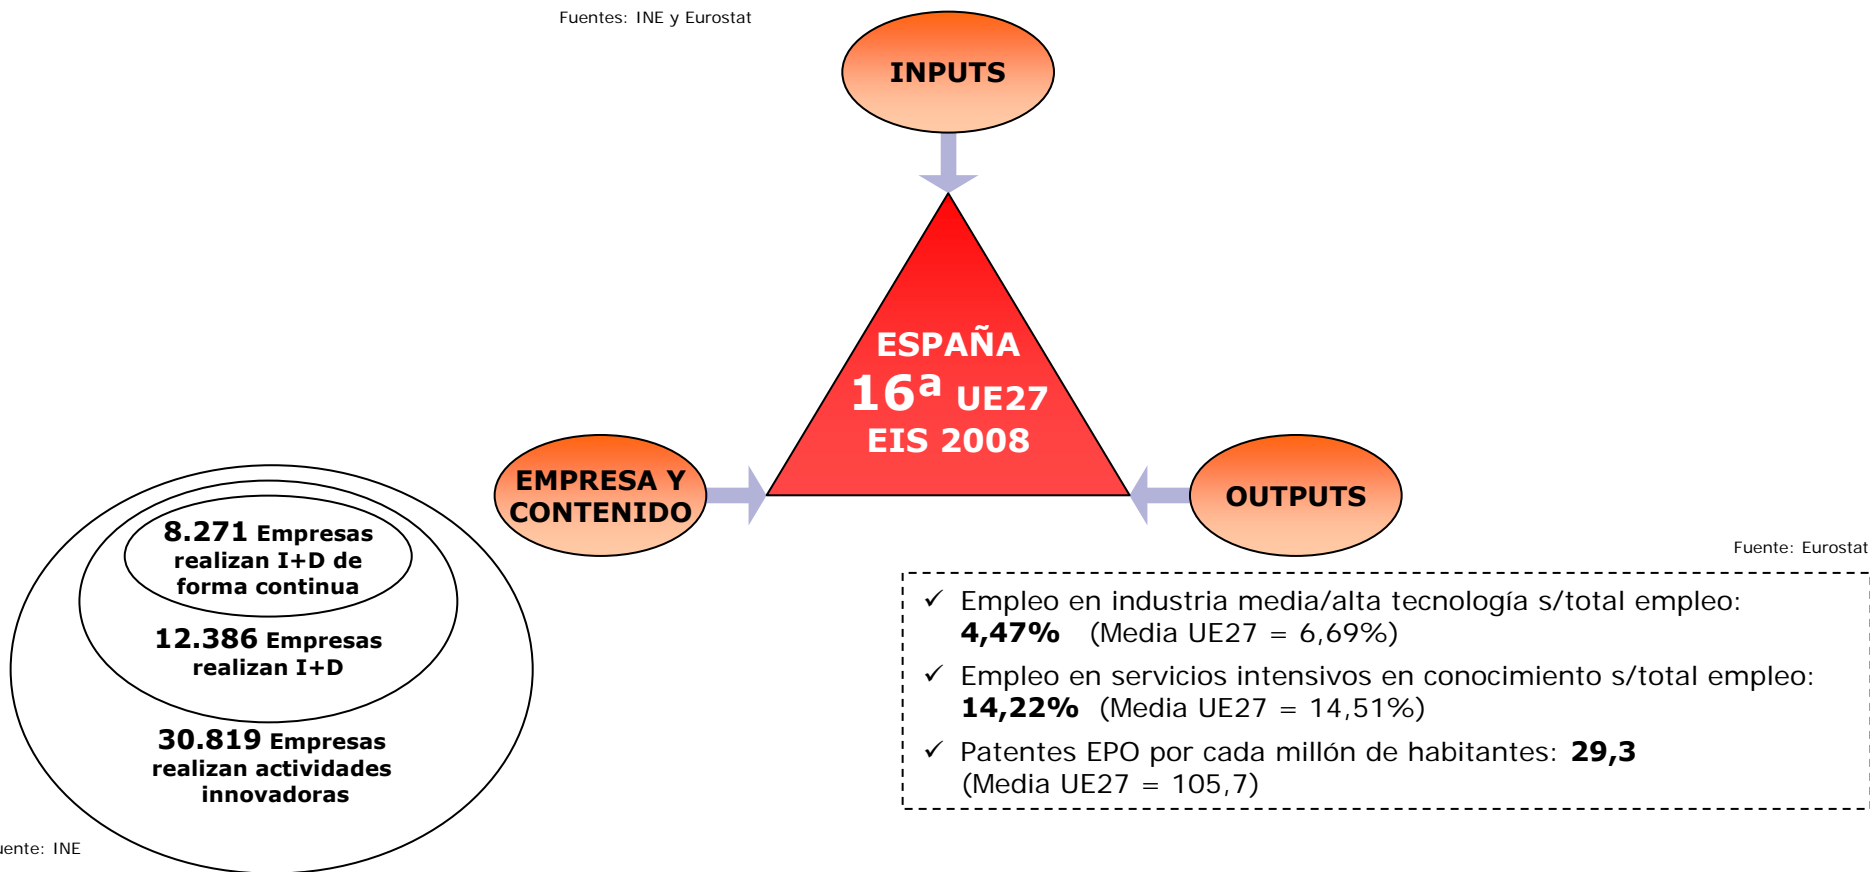 Fuentes: INE y Eurostat
INPUTS
ESPAÑA
16ª UE27
EIS 2008
EMPRESA Y
CONTENIDO
OUTPUTS
8.271 Empresas
realizan I+D de
forma continua
12.386 Empresas
realizan I+D
30.819 Empresas
realizan actividades
innovadoras
uente: INE
Fuente: Eurostat
✓ Empleo en industria media/alta tecnología s/total empleo:
4,47% (Media UE27 = 6,69%)
✓ Empleo en servicios intensivos en conocimiento s/total empleo:
14,22% (Media UE27 = 14,51%)
✓ Patentes EPO por cada millón de habitantes: 29,3
(Media UE27 = 105,7)